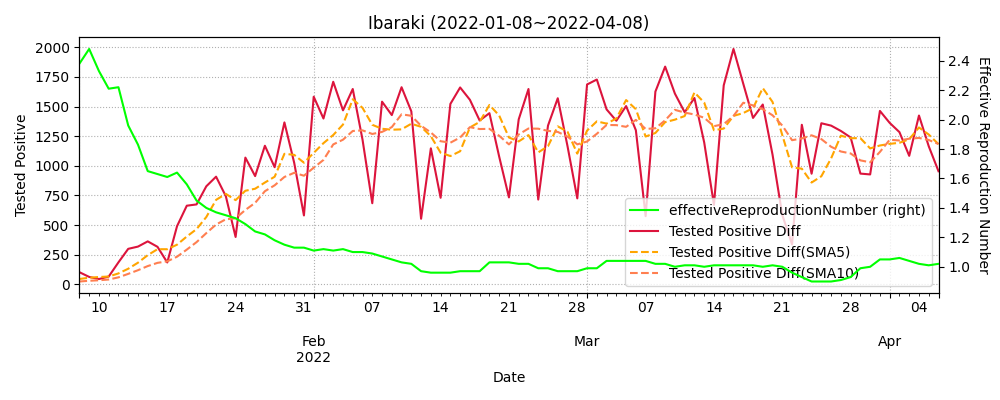 Ibaraki (2022-01-08~2022-04-08)
2000
1750
1500
1250
1000
750
500
250
0
Tested Positive
2.4
2.2
2.0
1.8
1.6
1.4
1.2
1.0
Effective Reproduction Number
effectiveReproductionNumber (right)
Tested Positive Diff
Tested Positive Diff(SMA5)
Tested Positive Diff(SMA10)
10 17 24 31 07 14 21 28 07 14 21 28 04
Feb Mar Apr
2022
Date